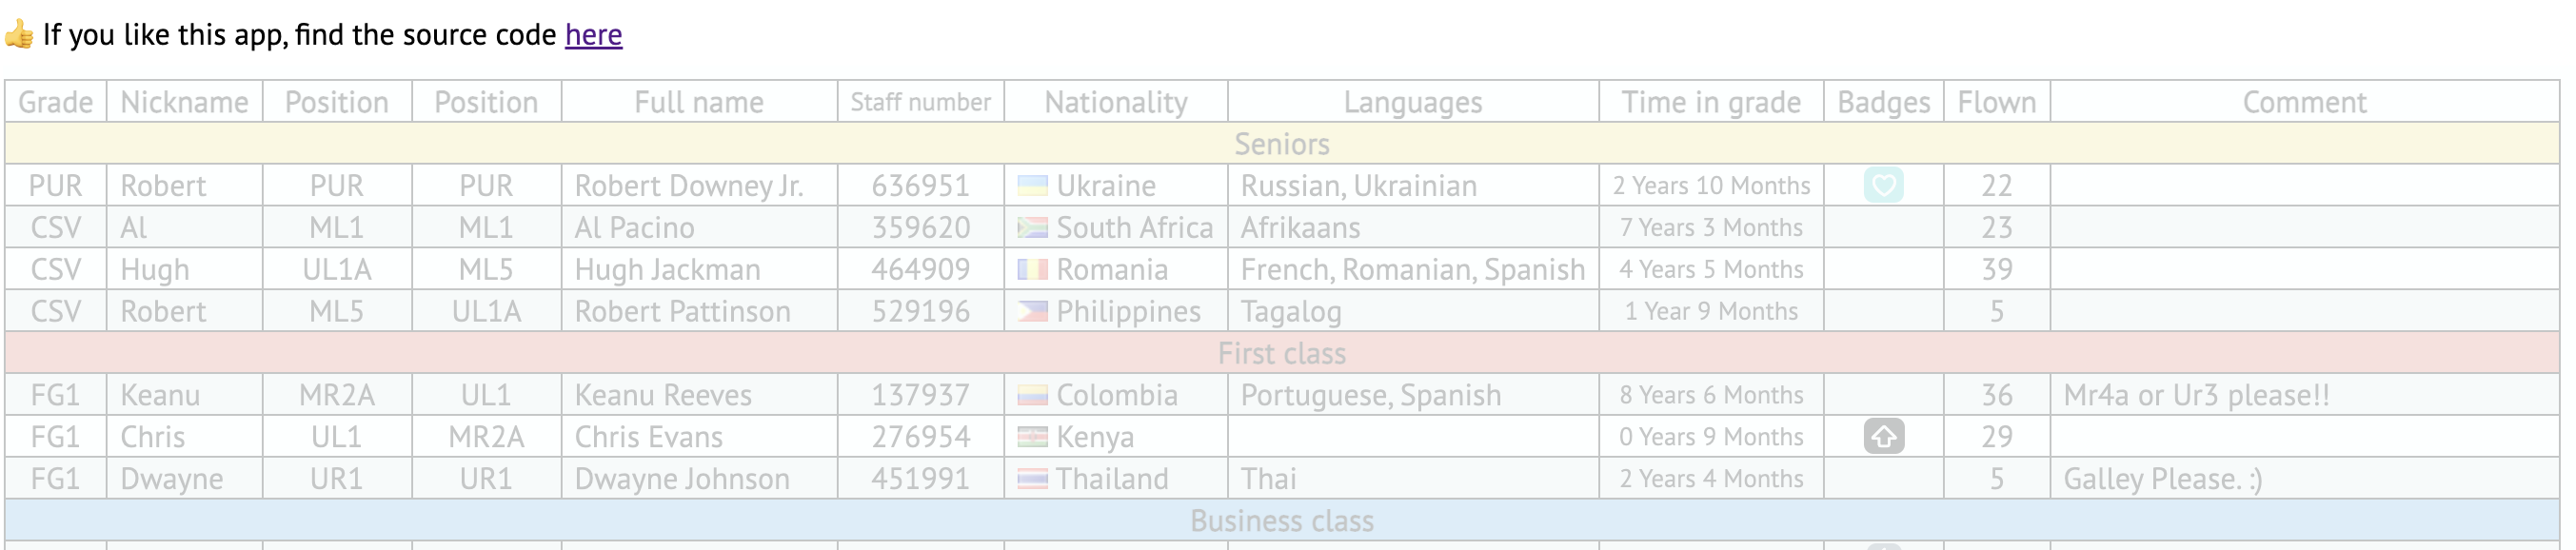 👍 If you like this app, find the source code here
Grade Nickname Position Position Full name Staff number Nationality Languages Time in grade Badges Flown Comment
Seniors
PUR Robert PUR PUR Robert Downey Jr. 636951 Ukraine Russian, Ukrainian 2 Years 10 Months 22
CSV Al ML1 ML1 Al Pacino 359620 South Africa Afrikaans 7 Years 3 Months 23
CSV Hugh UL1A ML5 Hugh Jackman 464909 Romania French, Romanian, Spanish 4 Years 5 Months 39
CSV Robert ML5 UL1A Robert Pattinson 529196 Philippines Tagalog 1 Year 9 Months 5
First class
FG1 Keanu MR2A UL1 Keanu Reeves 137937 Colombia Portuguese, Spanish 8 Years 6 Months 36 Mr4a or Ur3 please!!
FG1 Chris UL1 MR2A Chris Evans 276954 Kenya 0 Years 9 Months 29
FG1 Dwayne UR1 UR1 Dwayne Johnson 451991 Thailand Thai 2 Years 4 Months 5 Galley Please. :)
Business class